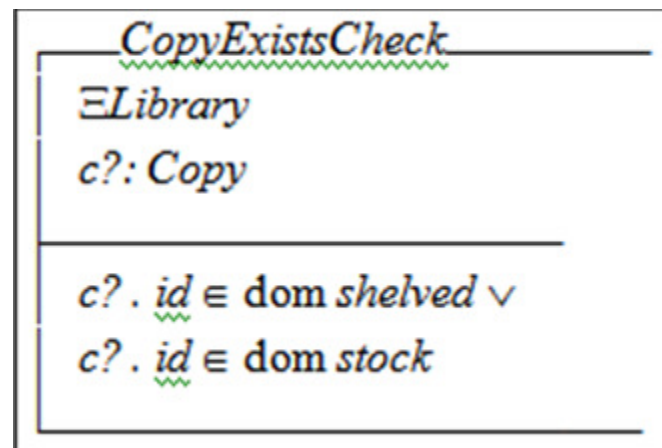 CopyExistsCheck
ΞLibrary
c?: Copy
c? . id ∈ dom shelved ∨
c? . id ∈ dom stock